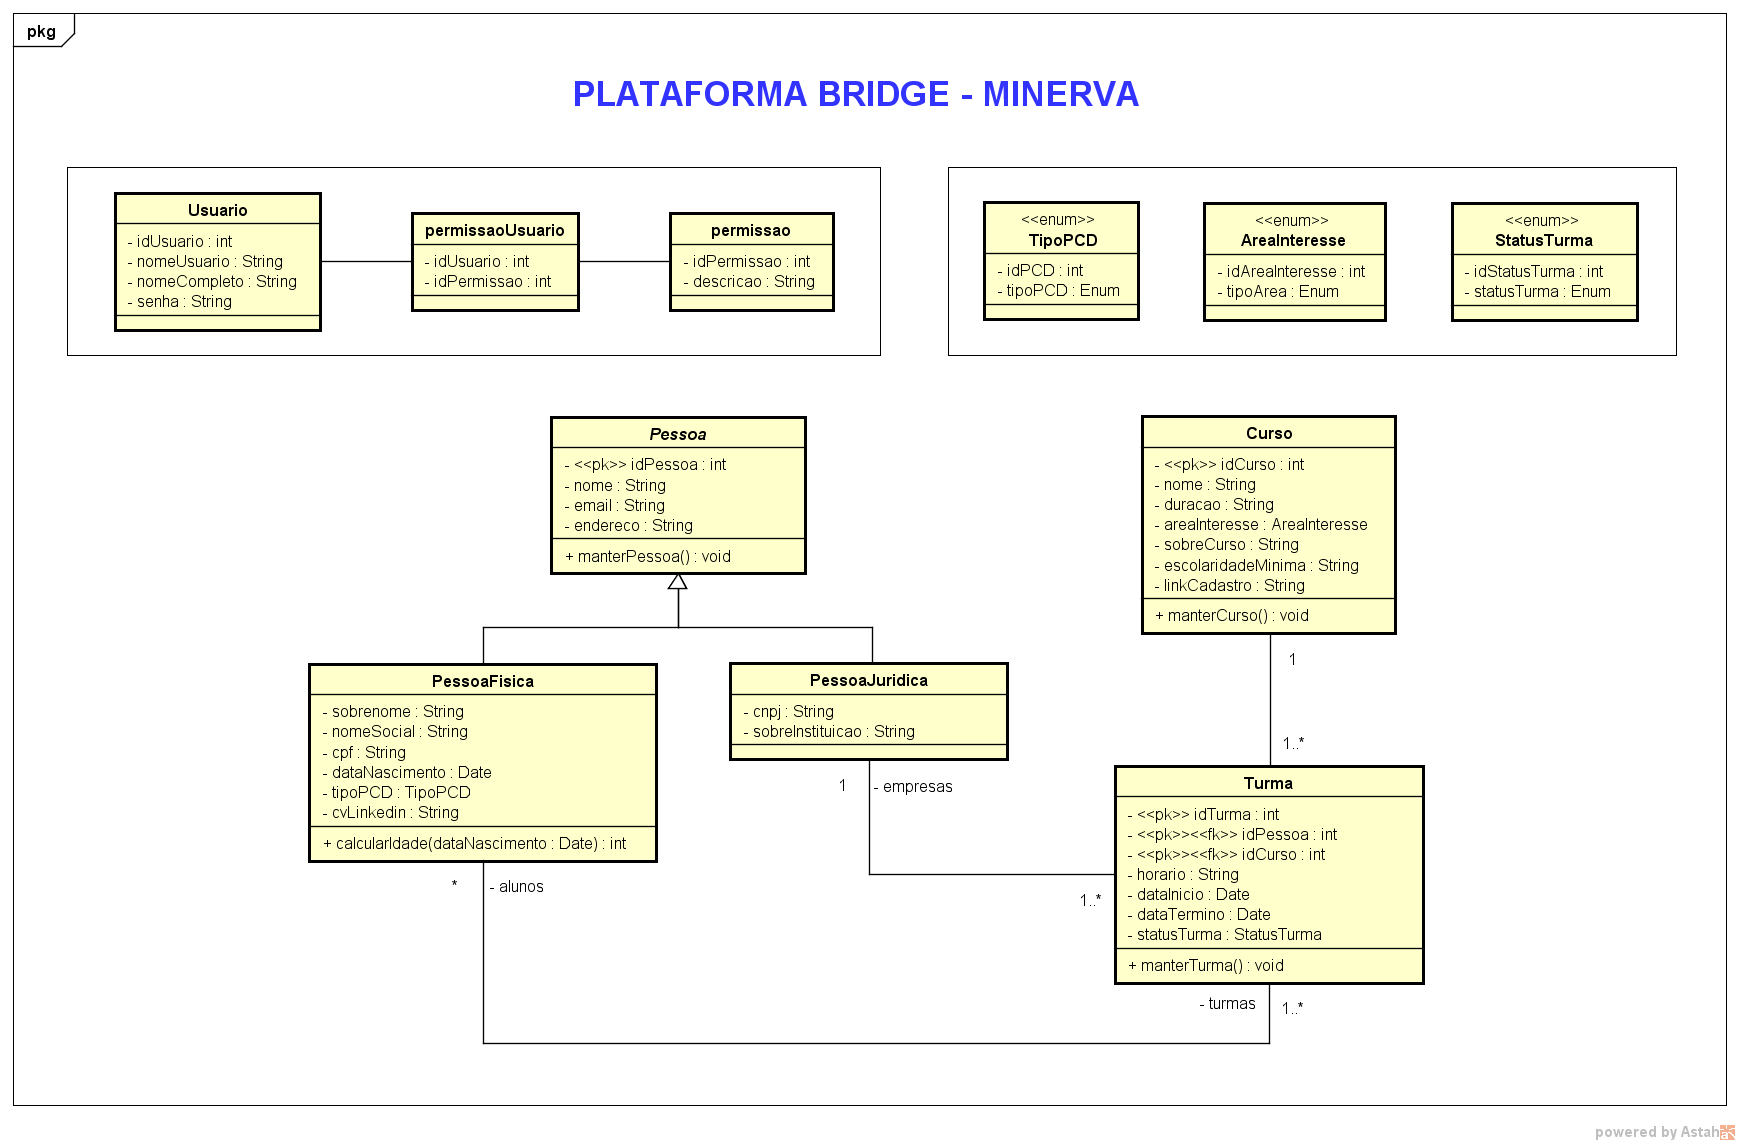 pkg
PLATAFORMA BRIDGE - MINERVA
Usuario
- idUsuario : int
- nomeUsuario : String
- nomeCompleto : String
- senha : String
permissaoUsuario
- idUsuario : int
- idPermissao : int
permissao
- idPermissao : int
- descricao : String
<<enum>>
TipoPCD
- idPCD : int
- tipoPCD : Enum
<<enum>>
AreaInteresse
- idAreaInteresse : int
- tipoArea : Enum
<<enum>>
StatusTurma
- idStatusTurma : int
- statusTurma : Enum
Pessoa
- <<pk>> idPessoa : int
- nome : String
- email : String
- endereco : String
+ manterPessoa() : void
Curso
- <<pk>> idCurso : int
- nome : String
- duracao : String
- areaInteresse : AreaInteresse
- sobreCurso : String
- escolaridadeMinima : String
- linkCadastro : String
+ manterCurso() : void
1
1..*
PessoaFisica
- sobrenome : String
- nomeSocial : String
- cpf : String
- dataNascimento : Date
- tipoPCD : TipoPCD
- cvLinkedin : String
+ calcularIdade(dataNascimento : Date) : int
* - alunos
PessoaJuridica
- cnpj : String
- sobreInstituicao : String
1 - empresas
1..*
Turma
- <<pk>> idTurma : int
- <<pk>><<fk>> idPessoa : int
- <<pk>><<fk>> idCurso : int
- horario : String
- dataInicio : Date
- dataTermino : Date
- statusTurma : StatusTurma
+ manterTurma() : void
- turmas 1..*
powered by Astah